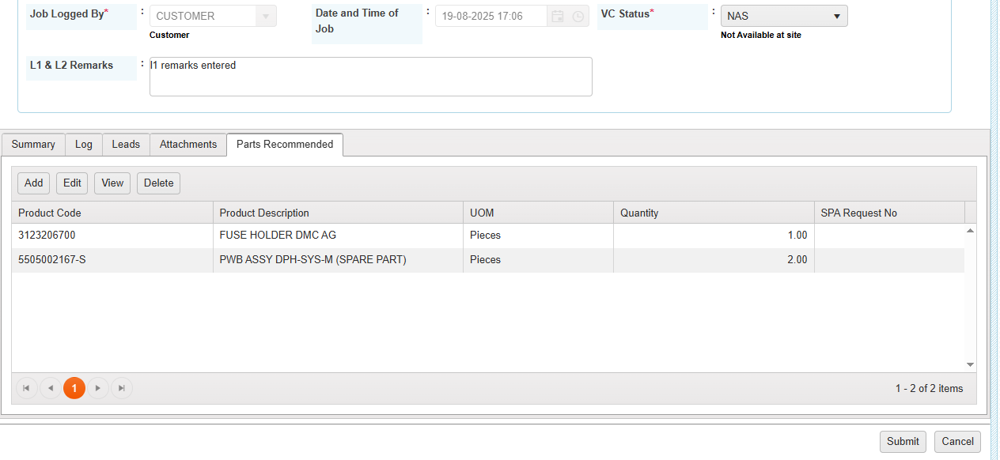 Job Logged By* : CUSTOMER Date and Time of Job : 19-08-2025 17:06 VC Status* : NAS
Customer Not Available at site
L1 & L2 Remarks : l1 remarks entered
Summary Log Leads Attachments Parts Recommended
Add Edit View Delete
Product Code Product Description UOM Quantity SPA Request No
3123206700 FUSE HOLDER DMC AG Pieces 1.00
5505002167-S PWB ASSY DPH-SYS-M (SPARE PART) Pieces 2.00
1 1 - 2 of 2 items
Submit Cancel